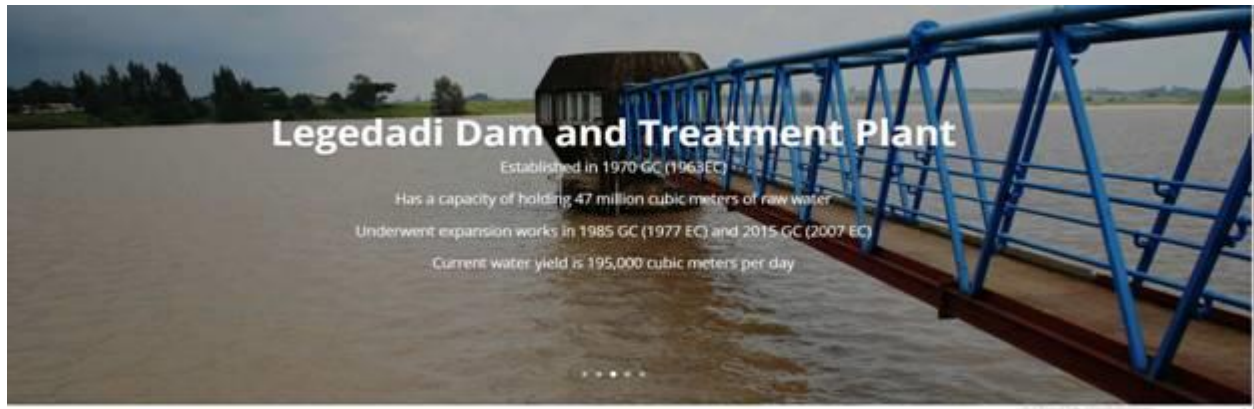 Legedadi Dam and Treatment Plant
Established in 1970 GC (1963EC)
Has a capacity of holding 47 million cubic meters of raw water
Underwent expansion works in 1985 GC (1977 EC) and 2015 GC (2007 EC)
Current water yield is 195,000 cubic meters per day